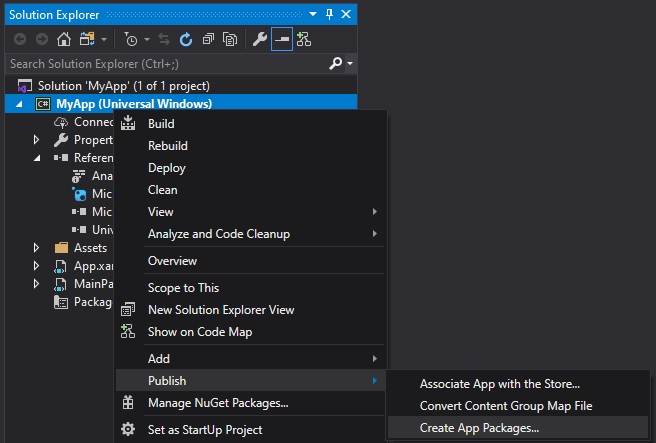 Solution Explorer
Search Solution Explorer (Ctrl+;)
Solution 'MyApp' (1 of 1 project)
C# MyApp (Universal Windows)
Connec
Propert
Referen
Ana
Mic
Mic
Univ
Assets
App.xan
MainPa
Package
Build
Rebuild
Deploy
Clean
View
Analyze and Code Cleanup
Overview
Scope to This
New Solution Explorer View
Show on Code Map
Add
Publish
Manage NuGet Packages...
Set as StartUp Project
Associate App with the Store...
Convert Content Group Map File
Create App Packages...